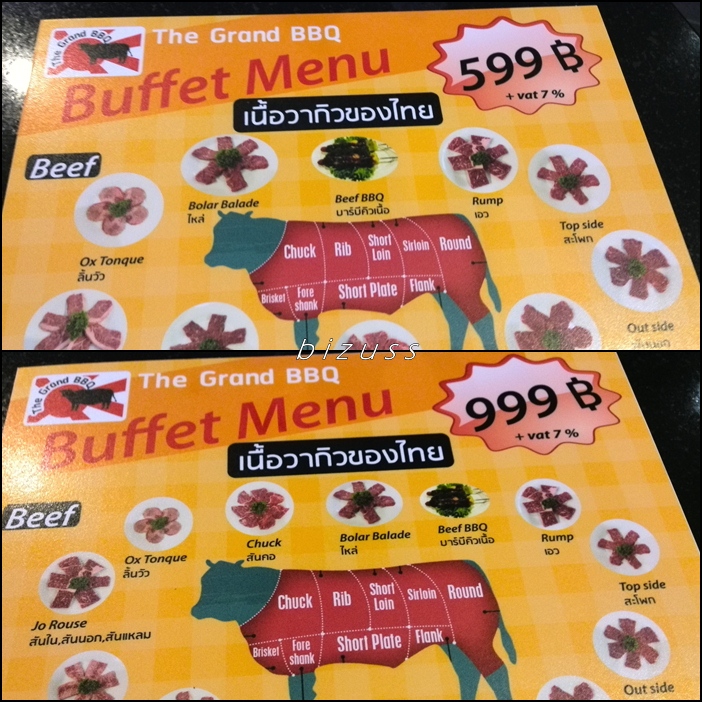 The Grand BBQ
The Grand BBQ
Buffet Menu
599 ฿
+ vat 7 %
เนื้อวากิวของไทย
Beef
Bolar Balade
ไหล่
Beef BBQ
บาร์บีคิวเนื้อ
Rump
เอว
Top side
สะโพก
Ox Tongue
ลิ้นวัว
Chuck
Rib
Short
Loin
Sirloin
Round
Brisket
Fore
shank
Short Plate
Flank
Out side
bizuss
The Grand BBQ
The Grand BBQ
Buffet Menu
999 ฿
+ vat 7 %
เนื้อวากิวของไทย
Beef
Ox Tongue
ลิ้นวัว
Chuck
สันคอ
Bolar Balade
ไหล่
Beef BBQ
บาร์บีคิวเนื้อ
Rump
เอว
Top side
สะโพก
Jo Rouse
สันใน,สันนอก,สันแหลม
Chuck
Rib
Short
Loin
Sirloin
Round
Brisket
Fore
shank
Short Plate
Flank
Out side